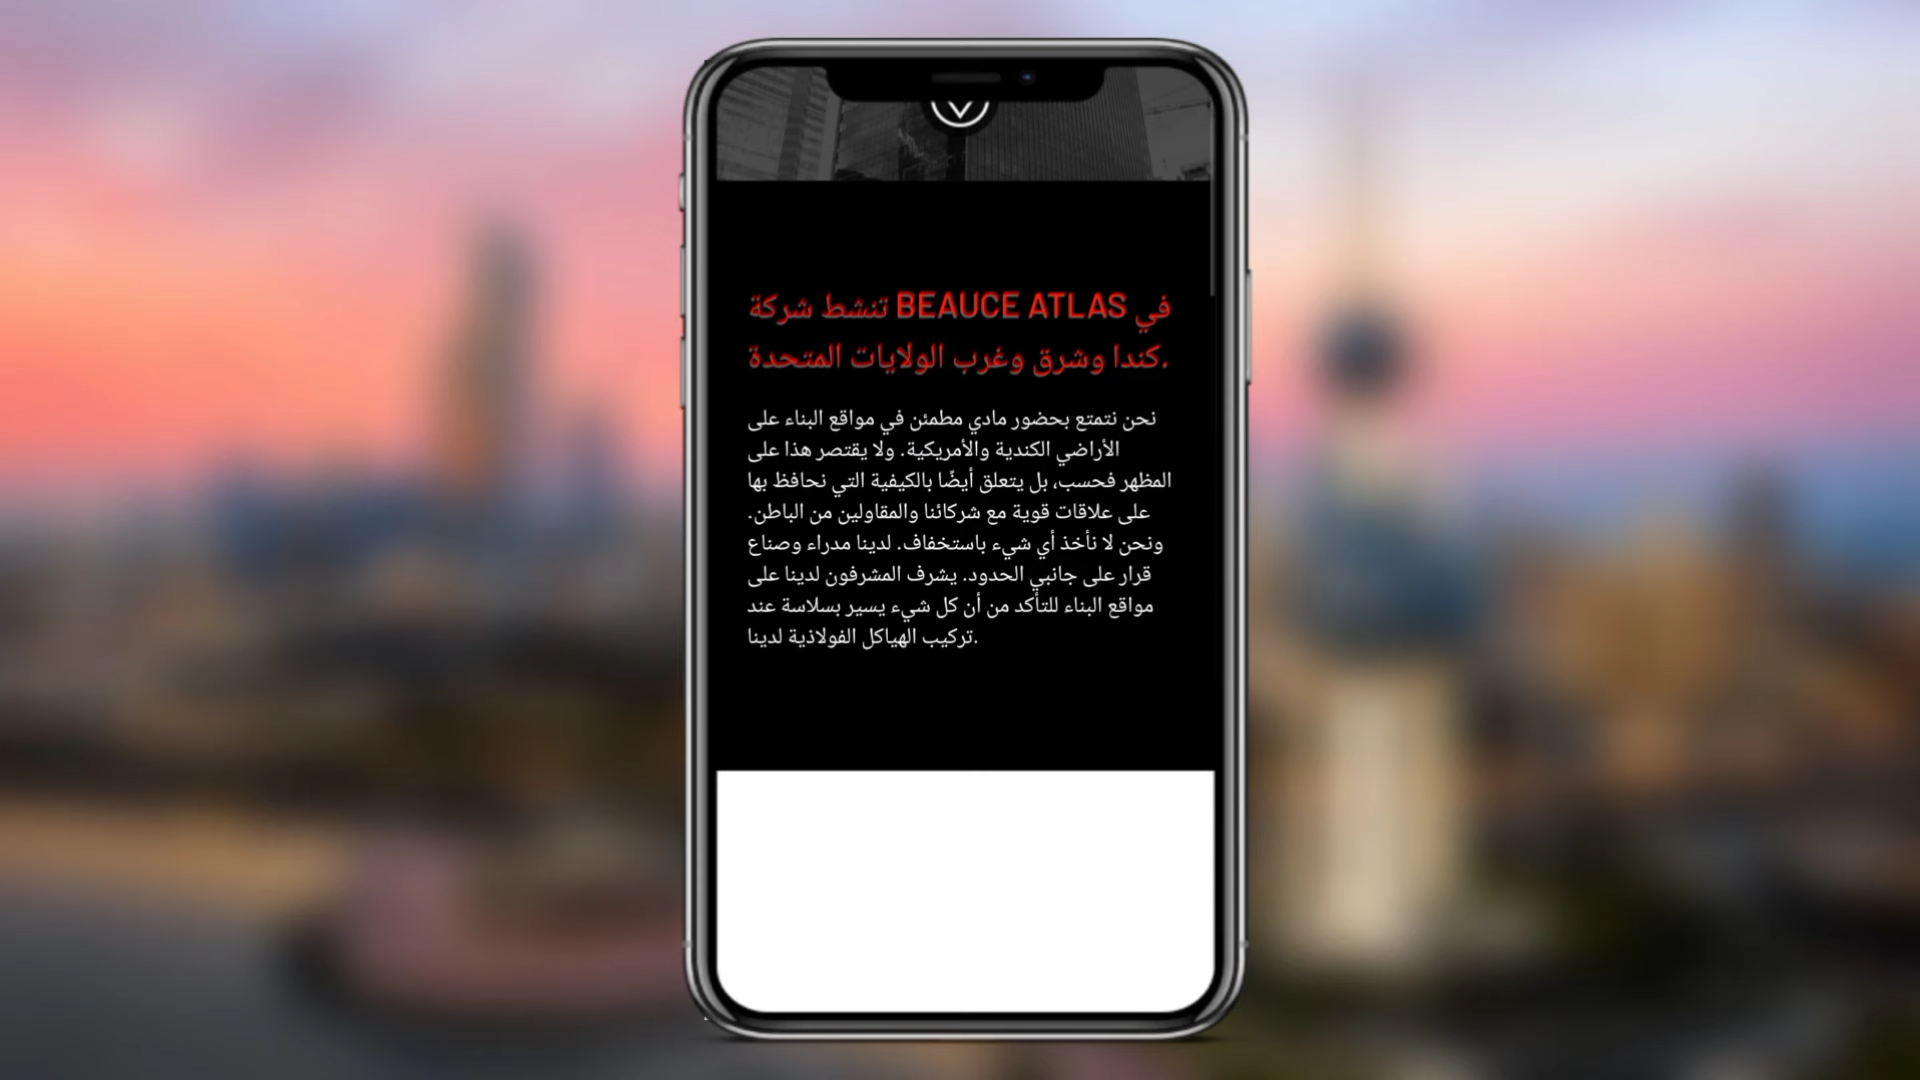 تنشط شركة BEAUCE ATLAS في
كندا وشرق وغرب الولايات المتحدة.
نحن نتمتع بحضور مادي مطمئن في مواقع البناء على
الأراضي الكندية والأمريكية. ولا يقتصر هذا على
المظهر فحسب، بل يتعلق أيضًا بالكيفية التي نحافظ بها
على علاقات قوية مع شركائنا والمقاولين من الباطن.
ونحن لا نأخذ أي شيء باستخفاف. لدينا مدراء وصناع
قرار على جانبي الحدود. يشرف المشرفون لدينا على
مواقع البناء للتأكد من أن كل شيء يسير بسلاسة عند
تركيب الهياكل الفولاذية لدينا.